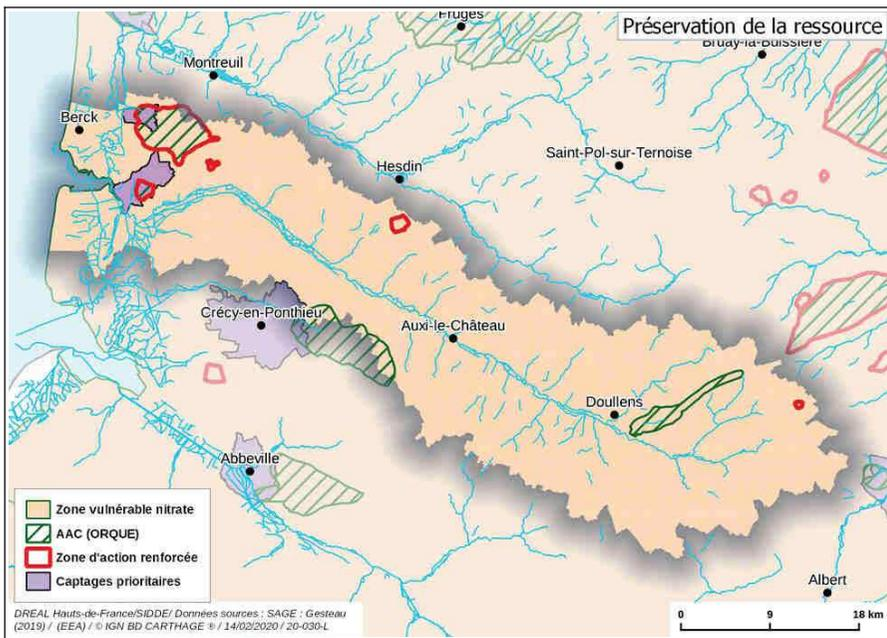 Préservation de la ressource
Fruges
Bruay-la-Buissière
Montreuil
Berck
Hesdin
Saint-Pol-sur-Ternoise
Crécy-en-Ponthieu
Auxi-le-Château
Doullens
Abbeville
Albert
Zone vulnérable nitrate
AAC (ORQUE)
Zone d'action renforcée
Captages prioritaires
DREAL Hauts-de-France/SIDDE/ Données sources : SAGE : Gesteau
(2019) / (EEA) / © IGN BD CARTHAGE ® / 14/02/2020 / 20-030-L
0 9 18 km